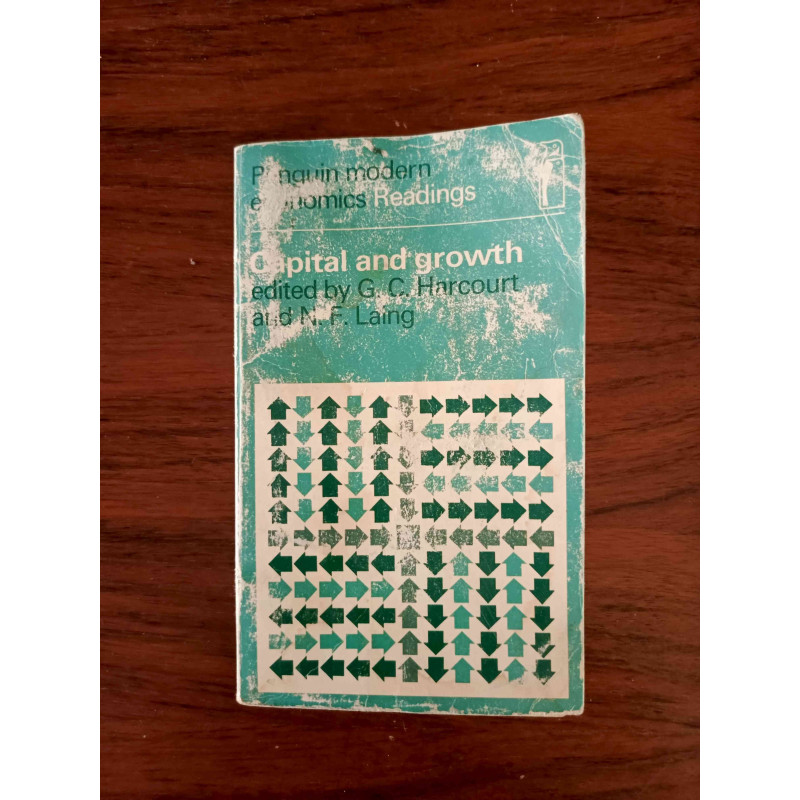 Penguin modern
economics Readings
Capital and growth
edited by G. C. Harcourt
and N. F. Laing